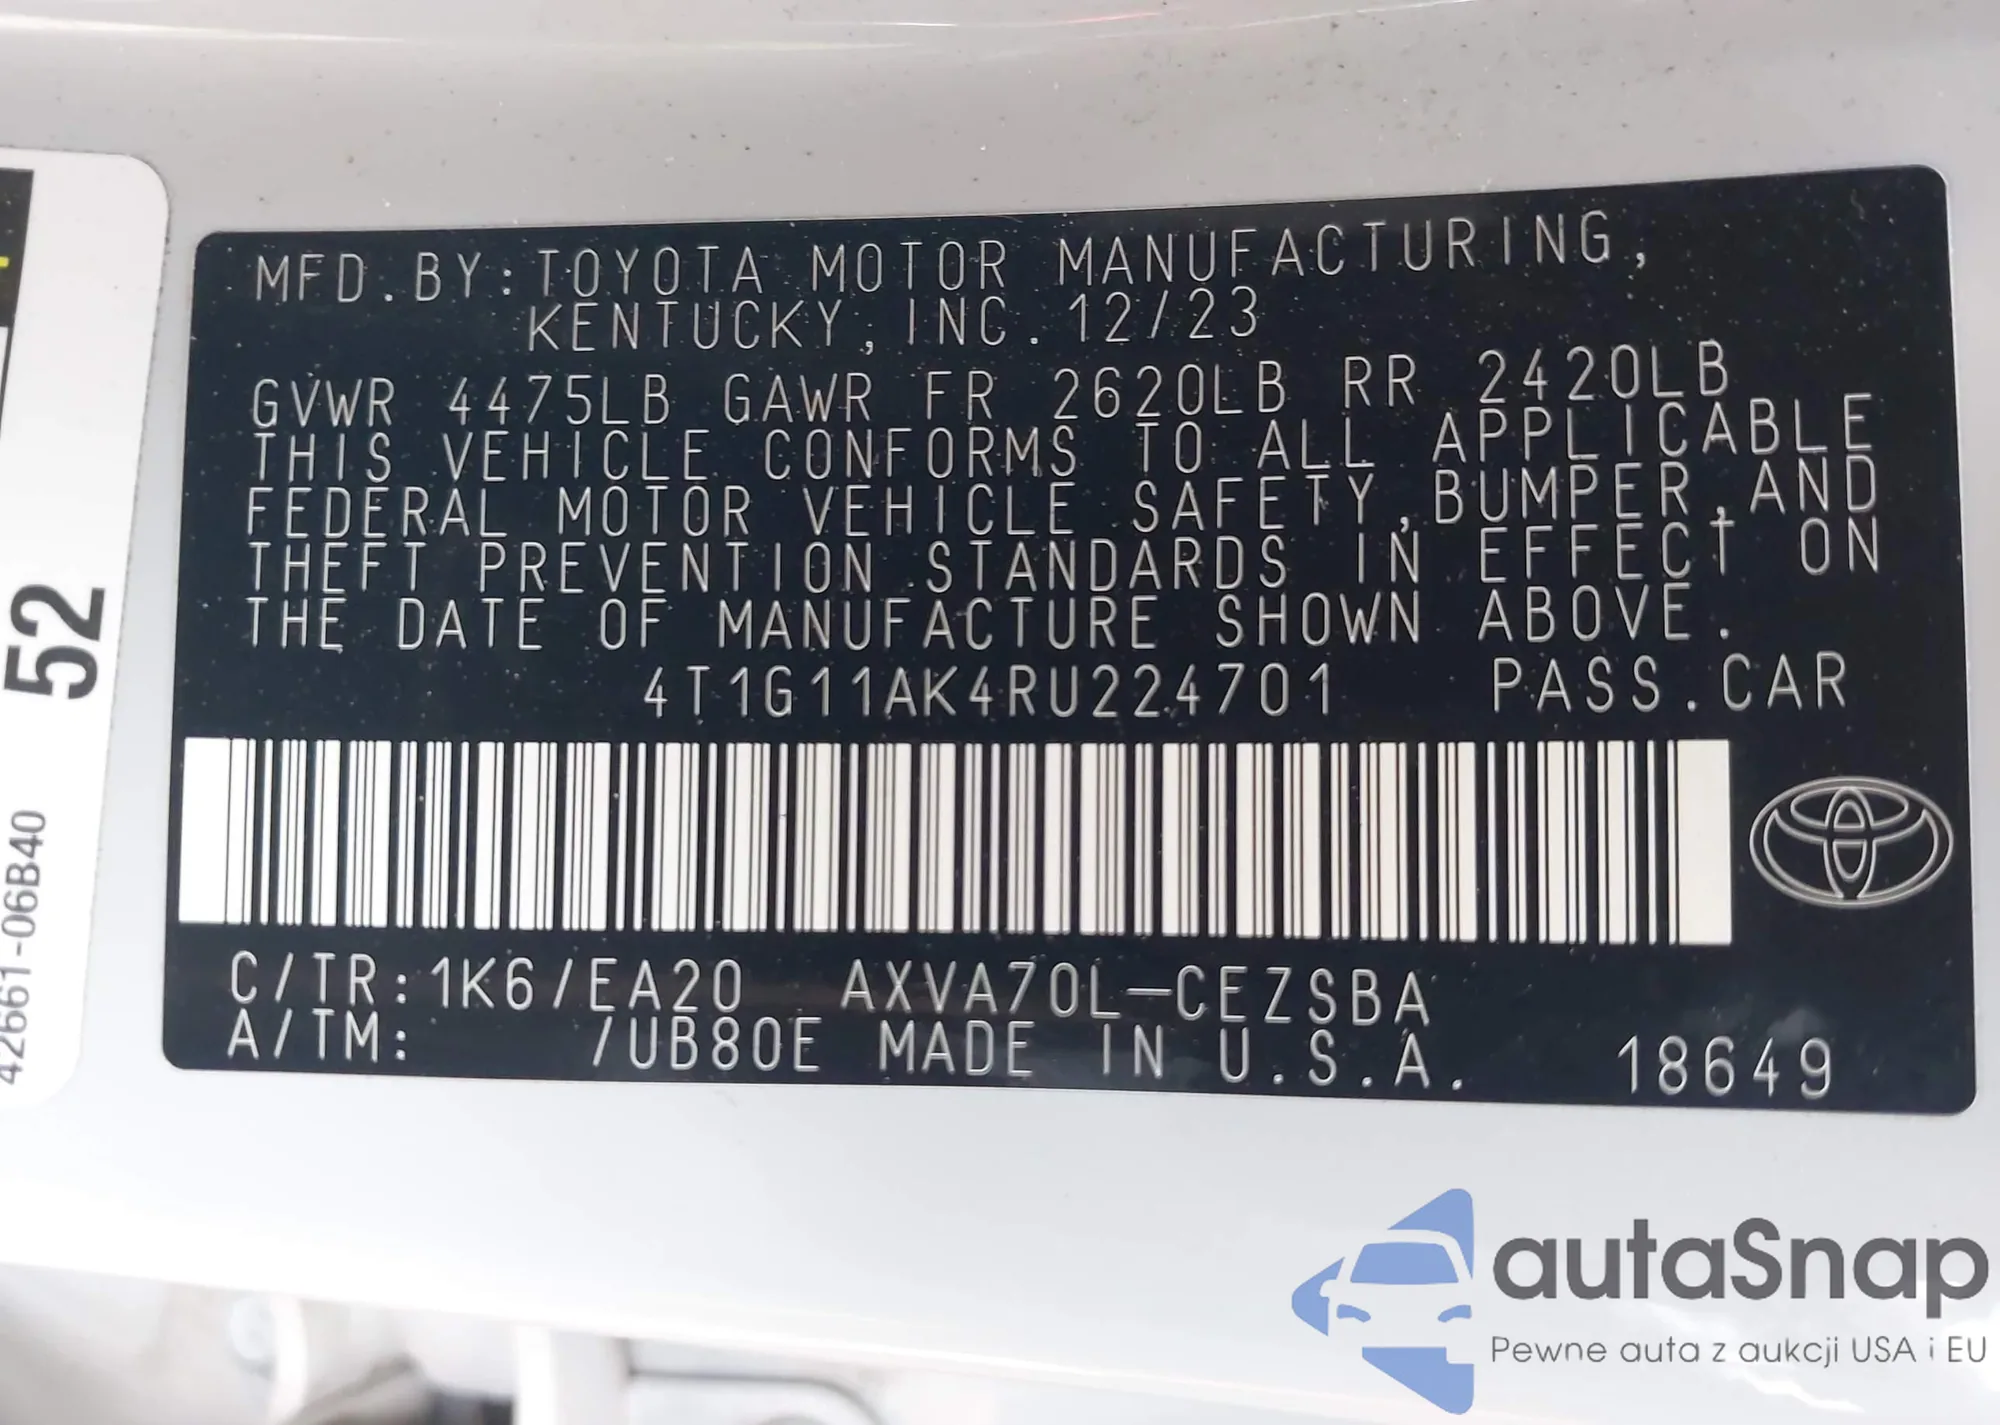 MFD.BY:TOYOTA MOTOR MANUFACTURING,
KENTUCKY,INC.12/23
GVWR 4475LB GAWR FR 2620LB RR 2420LB
THIS VEHICLE CONFORMS TO ALL APPLICABLE
FEDERAL MOTOR VEHICLE SAFETY,BUMPER,AND
THEFT PREVENTION STANDARDS IN EFFECT ON
THE DATE OF MANUFACTURE SHOWN ABOVE.
4T1G11AK4RU224701 PASS.CAR
C/TR:1K6/EA20 AXVA70L-CEZSBA
A/TM: /UB80E MADE IN U.S.A. 18649
52
42661-06B40
autaSnap
Pewne auta z aukcji USA i EU